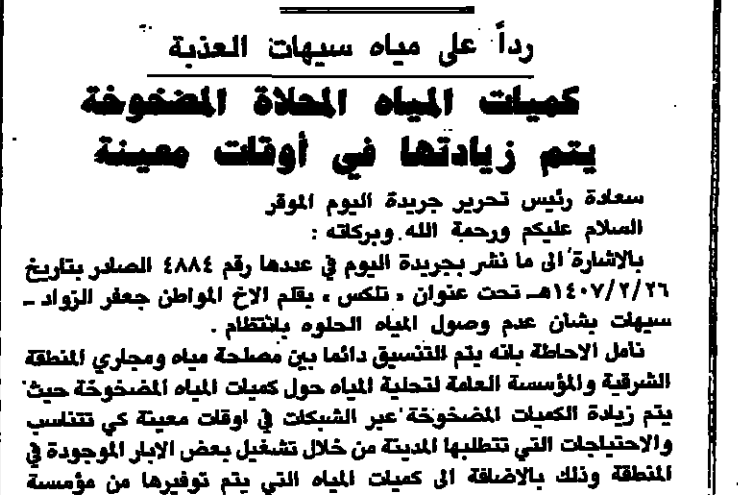 رداً على مياه سيهات العذبة
كميات المياه المحلاة المضخوخة
يتم زيادتها في أوقات معينة
سعادة رئيس تحرير جريدة اليوم الموقر
السلام عليكم ورحمة الله وبركاته :
بالاشارة الى ما نشر بجريدة اليوم في عددها رقم ٤٨٨٤ الصادر بتاريخ
١٤٠٧/٢/٢٦هـ تحت عنوان « تلكس » بقلم الاخ المواطن جعفر الزواد ـ
سيهات بشأن عدم وصول المياه الحلوه بانتظام .
نأمل الاحاطة بانه يتم التنسيق دائما بين مصلحة مياه ومجاري المنطقة
الشرقية والمؤسسة العامة لتحلية المياه حول كميات المياه المضخوخة حيث
يتم زيادة الكميات المضخوخة عبر الشبكات في اوقات معينة كي تتناسب
والاحتياجات التي تتطلبها المدينة من خلال تشغيل بعض الابار الموجودة في
المنطقة وذلك بالاضافة الى كميات المياه التي يتم توفيرها من مؤسسة